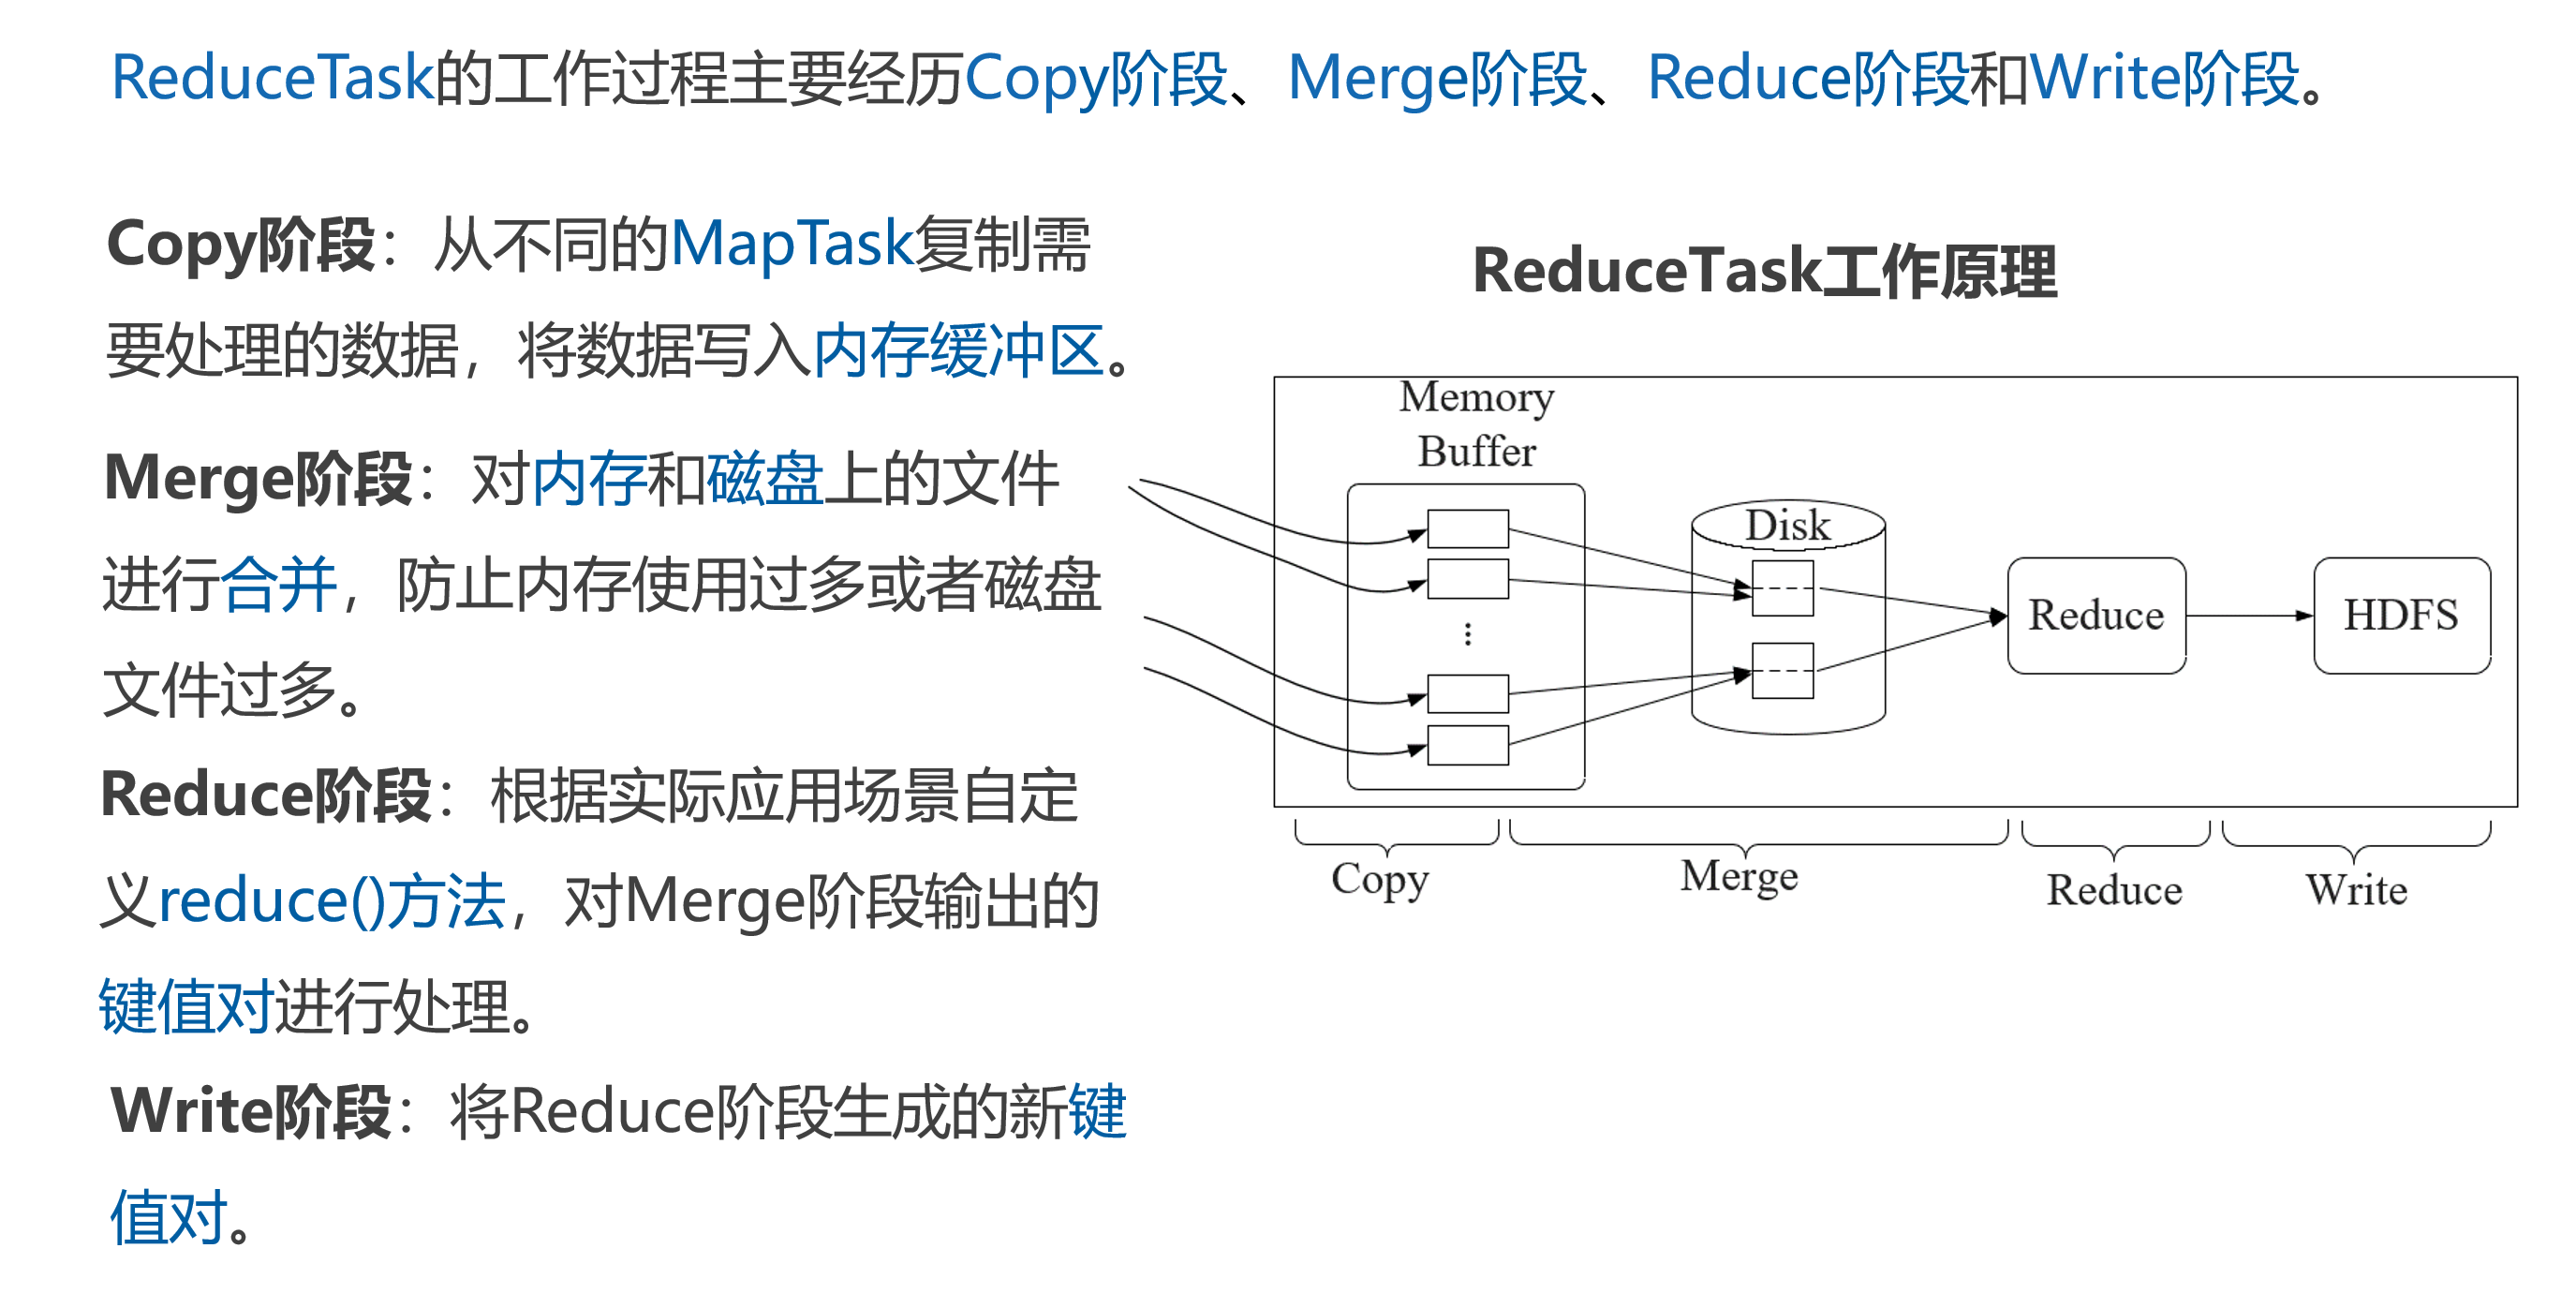 ReduceTask的工作过程主要经历Copy阶段、Merge阶段、Reduce阶段和Write阶段。
Copy阶段：从不同的MapTask复制需
要处理的数据，将数据写入内存缓冲区。
Merge阶段：对内存和磁盘上的文件
进行合并，防止内存使用过多或者磁盘
文件过多。
Reduce阶段：根据实际应用场景自定
义reduce()方法，对Merge阶段输出的
键值对进行处理。
Write阶段：将Reduce阶段生成的新键
值对。
ReduceTask工作原理
Memory
Buffer
Disk
Reduce
HDFS
Copy
Merge
Reduce
Write